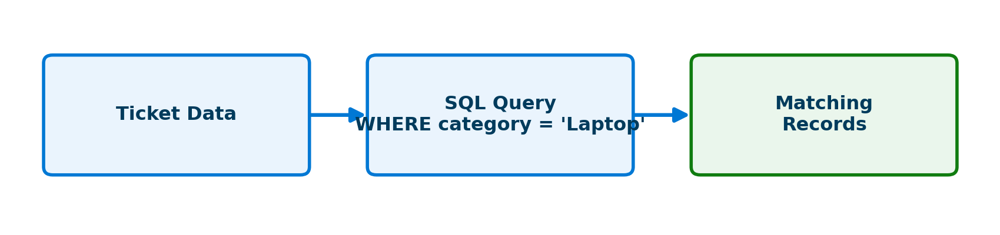 Ticket Data
SQL Query
WHERE category = 'Laptop'
Matching
Records